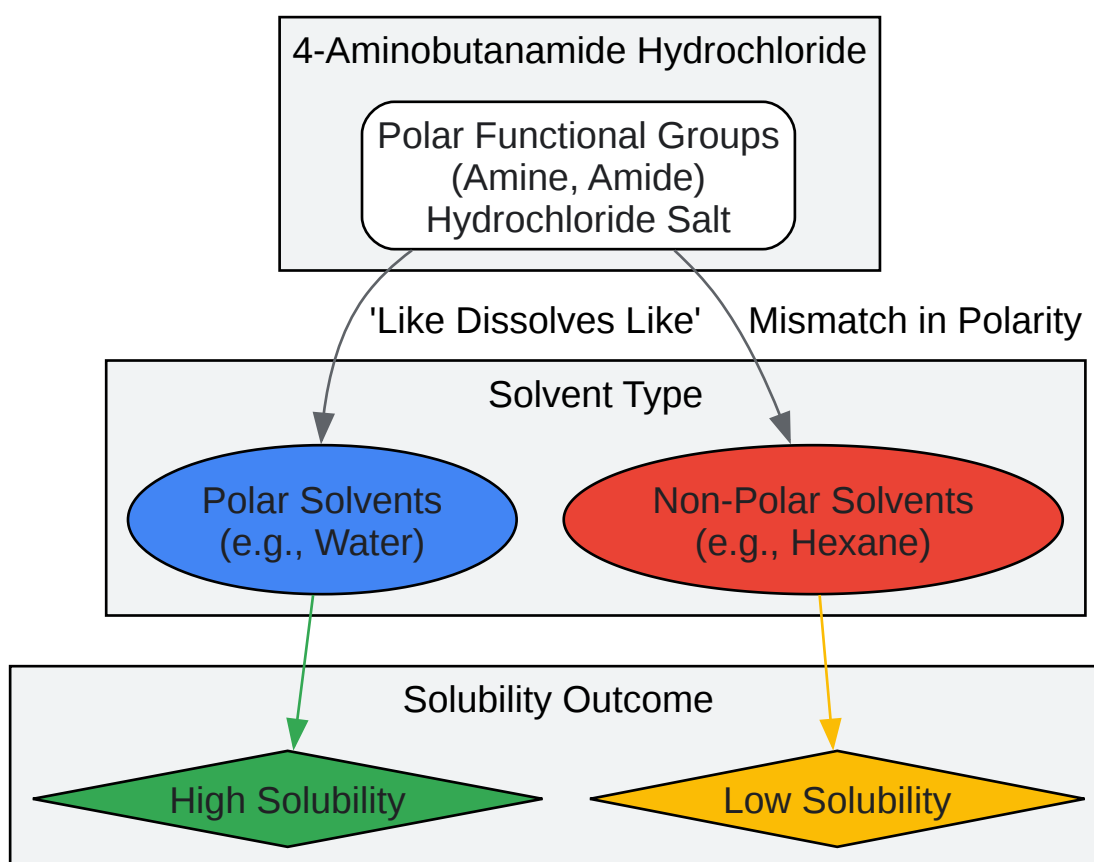 4-Aminobutanamide Hydrochloride
Polar Functional Groups
(Amine, Amide)
Hydrochloride Salt
'Like Dissolves Like'
Mismatch in Polarity
Solvent Type
Polar Solvents
(e.g., Water)
Non-Polar Solvents
(e.g., Hexane)
Solubility Outcome
High Solubility
Low Solubility